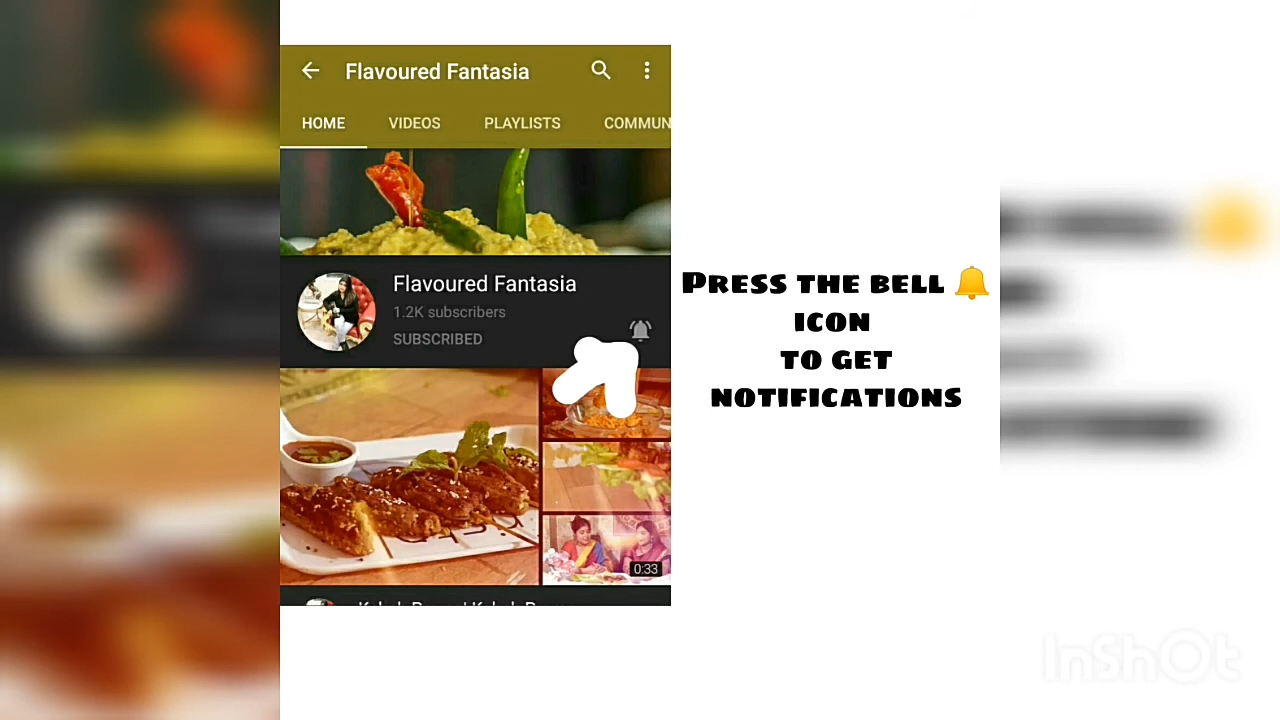 Flavoured Fantasia
HOME VIDEOS PLAYLISTS COMMUN
Flavoured Fantasia
1.2K subscribers
SUBSCRIBED
0:33
PRESS THE BELL 🔔
ICON
TO GET
NOTIFICATIONS
InShOt